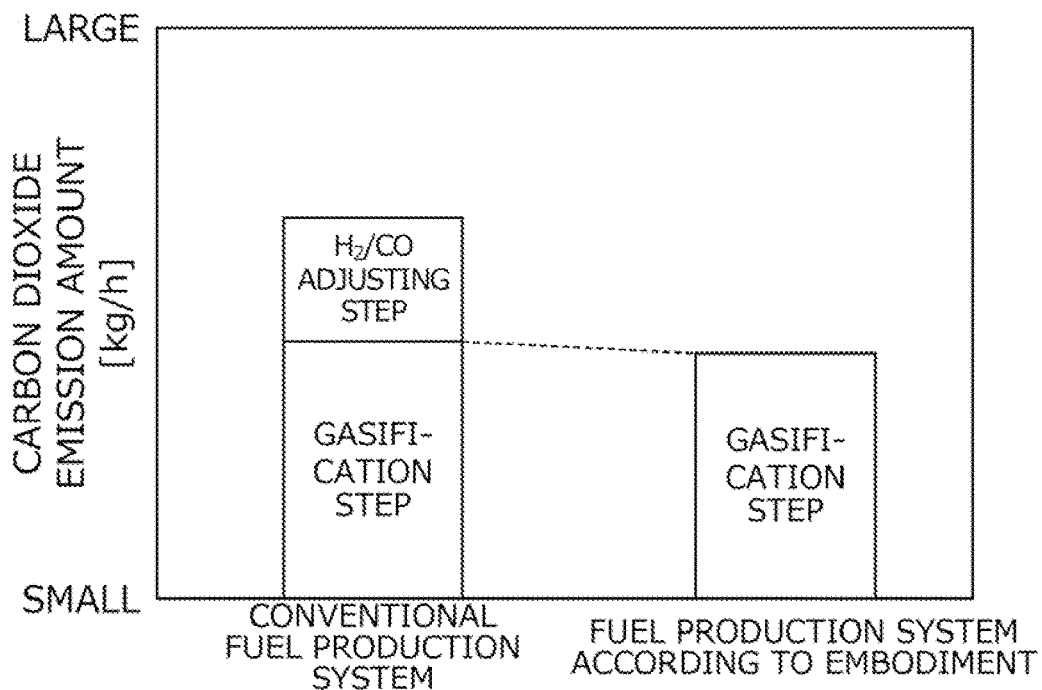 LARGE
CARBON DIOXIDE
EMISSION AMOUNT
[kg/h]
H₂/CO
ADJUSTING
STEP
GASIFI-
CATION
STEP
GASIFI-
CATION
STEP
SMALL
CONVENTIONAL
FUEL PRODUCTION
SYSTEM
FUEL PRODUCTION SYSTEM
ACCORDING TO EMBODIMENT